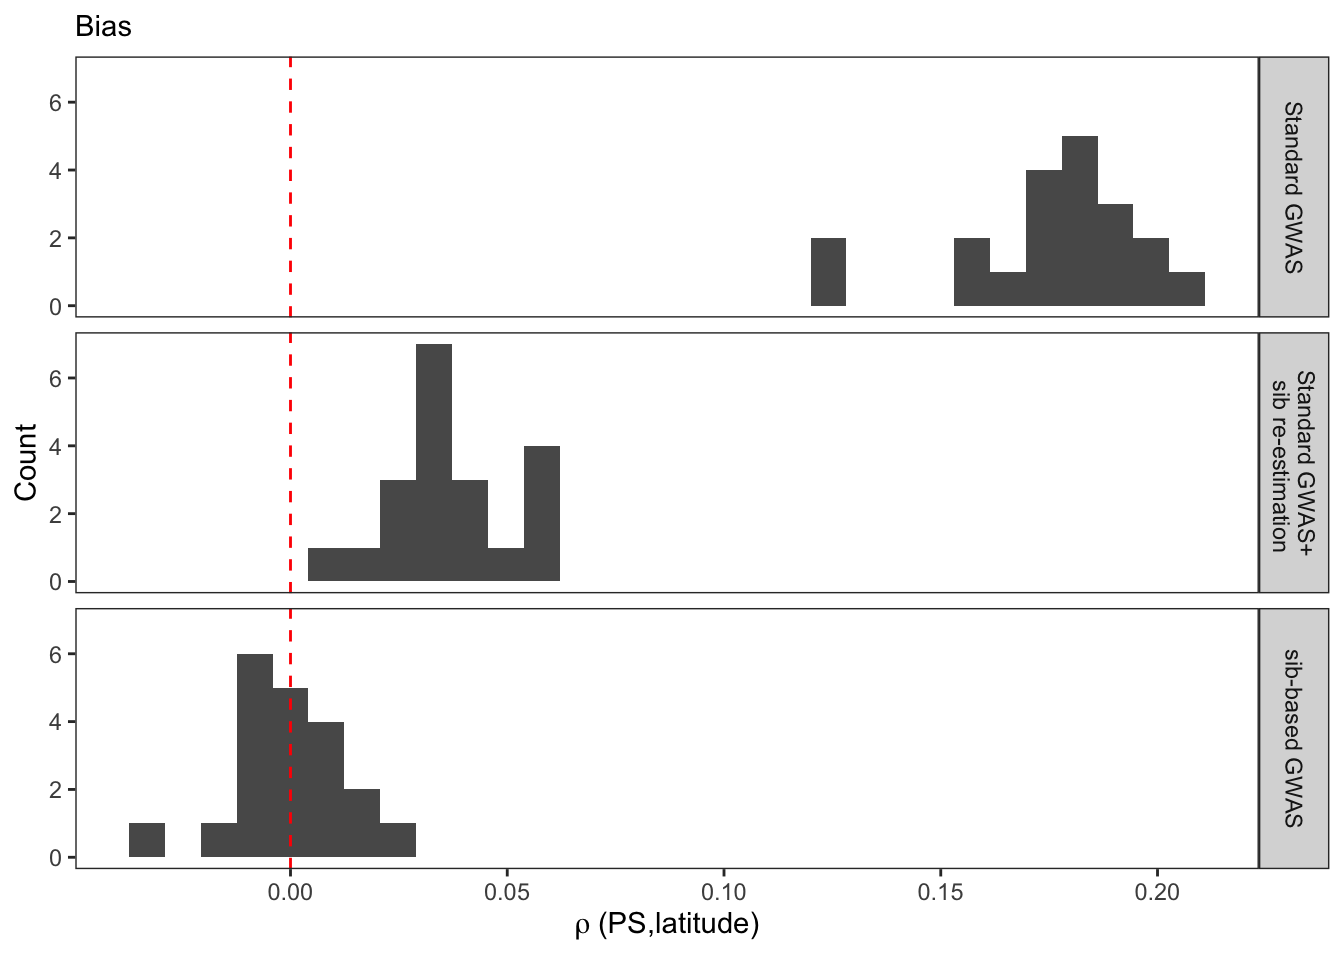 Bias
Count
6
4
2
0
Standard GWAS
6
4
2
0
Standard GWAS+
sib re-estimation
6
4
2
0
sib-based GWAS
0.00 0.05 0.10 0.15 0.20
ρ (PS,latitude)